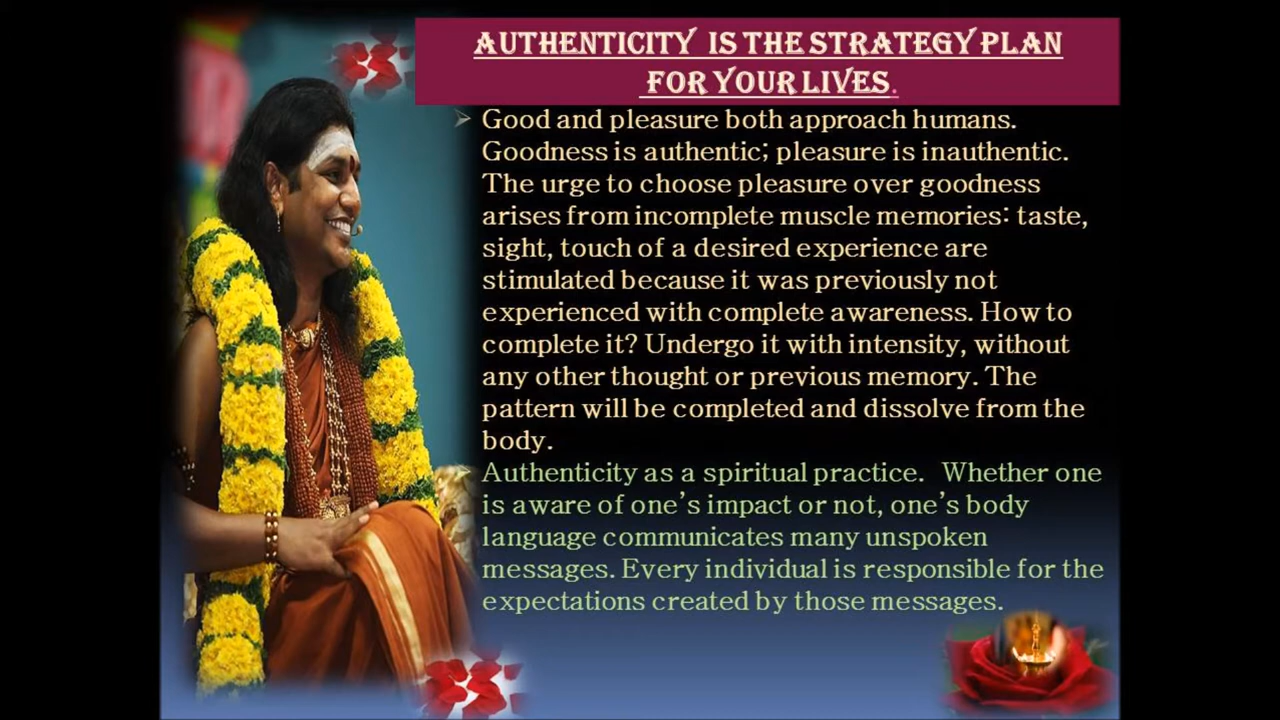 AUTHENTICITY IS THE STRATEGY PLAN
FOR YOUR LIVES.
Good and pleasure both approach humans.
Goodness is authentic; pleasure is inauthentic.
The urge to choose pleasure over goodness
arises from incomplete muscle memories: taste,
sight, touch of a desired experience are
stimulated because it was previously not
experienced with complete awareness. How to
complete it? Undergo it with intensity, without
any other thought or previous memory. The
pattern will be completed and dissolve from the
body.
Authenticity as a spiritual practice. Whether one
is aware of one’s impact or not, one’s body
language communicates many unspoken
messages. Every individual is responsible for the
expectations created by those messages.